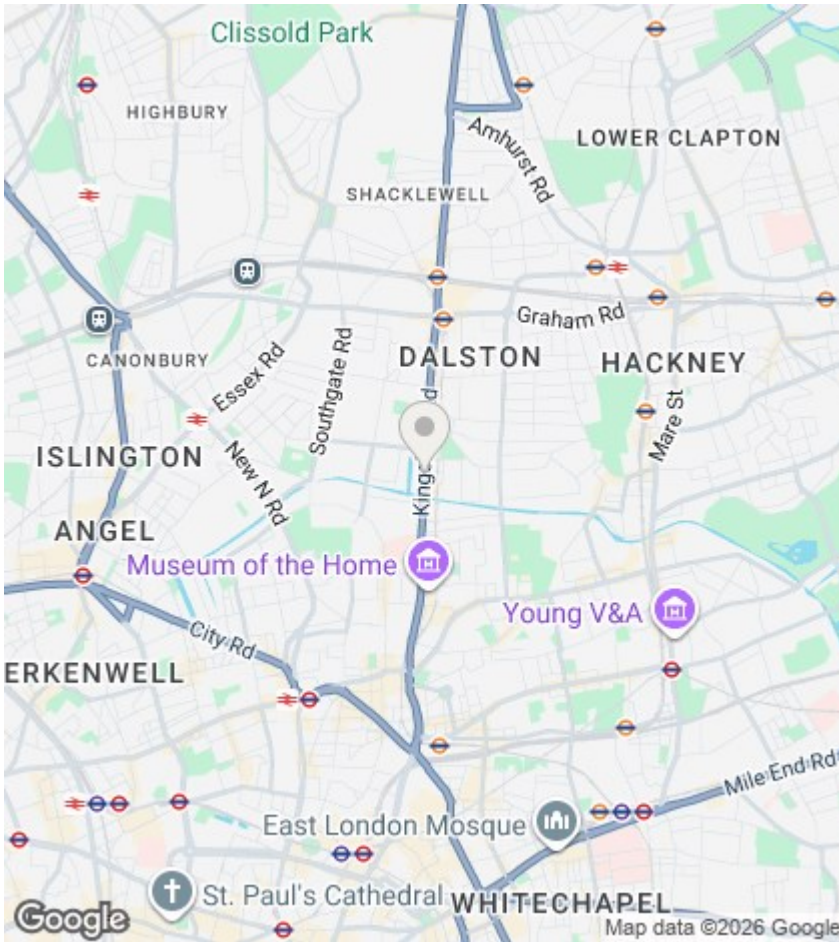 Clissold Park
HIGHBURY
LOWER CLAPTON
Amhurst Rd
SHACKLEWELL
Graham Rd
CANONBURY
Essex Rd
Southgate Rd
DALSTON
HACKNEY
Mare St
ISLINGTON
New N Rd
Kings
d
ANGEL
Museum of the Home
Young V&A
City Rd
ERKENWELL
Mile End Rd
East London Mosque
St. Paul's Cathedral
WHITECHAPEL
Google
Map data ©2026 Google